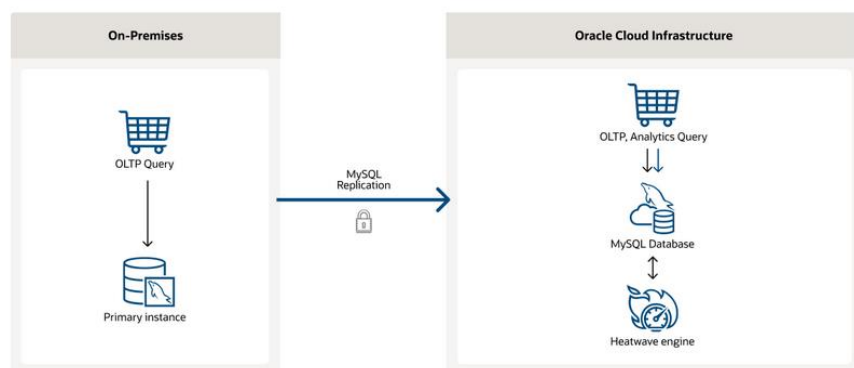 On-Premises
OLTP Query
Primary instance
MySQL
Replication
Oracle Cloud Infrastructure
OLTP, Analytics Query
MySQL Database
Heatwave engine